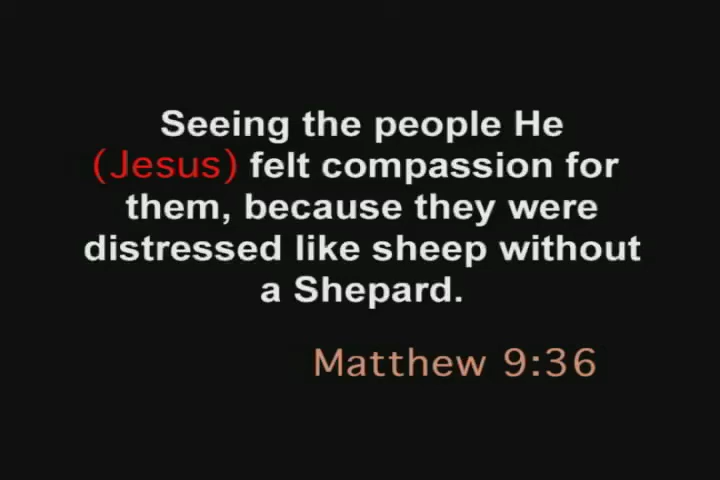 Seeing the people He
(Jesus) felt compassion for
them, because they were
distressed like sheep without
a Shepard.
Matthew 9:36